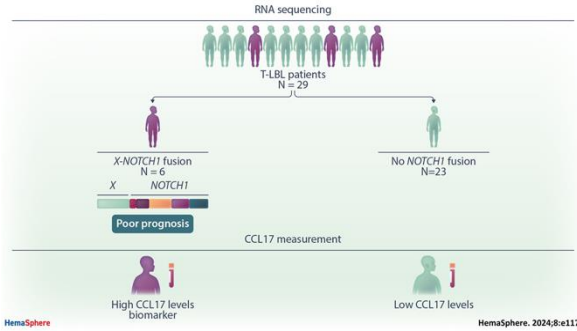 RNA sequencing
T-LBL patients
N = 29
X-NOTCH1 fusion
N = 6
No NOTCH1 fusion
N=23
X NOTCH1
Poor prognosis
CCL17 measurement
High CCL17 levels
biomarker
Low CCL17 levels
HemaSphere
HemaSphere. 2024;8:e117